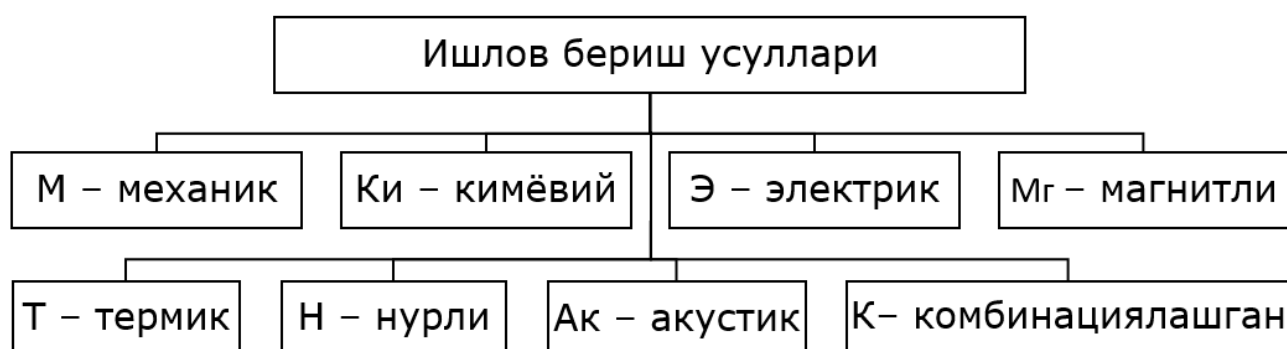 Ишлов бериш усуллари
М – механик
Ки – кимёвий
Э – электрик
Мг – магнитли
Т – термик
Н – нурли
Ак – акустик
К– комбинациялашган